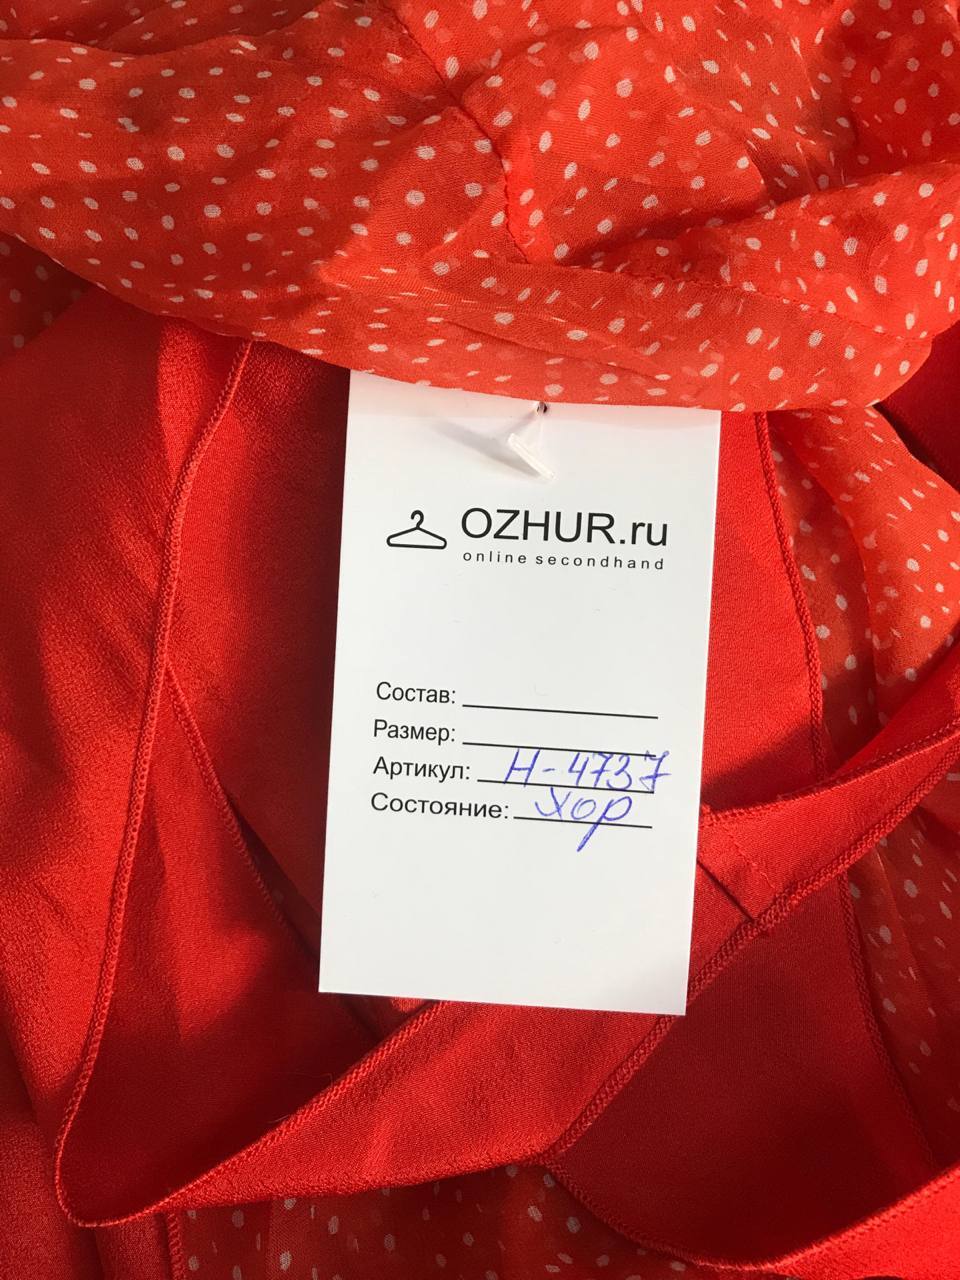 OZHUR.ru
online secondhand
Состав:
Размер:
Артикул: Н-4737
Состояние: хор